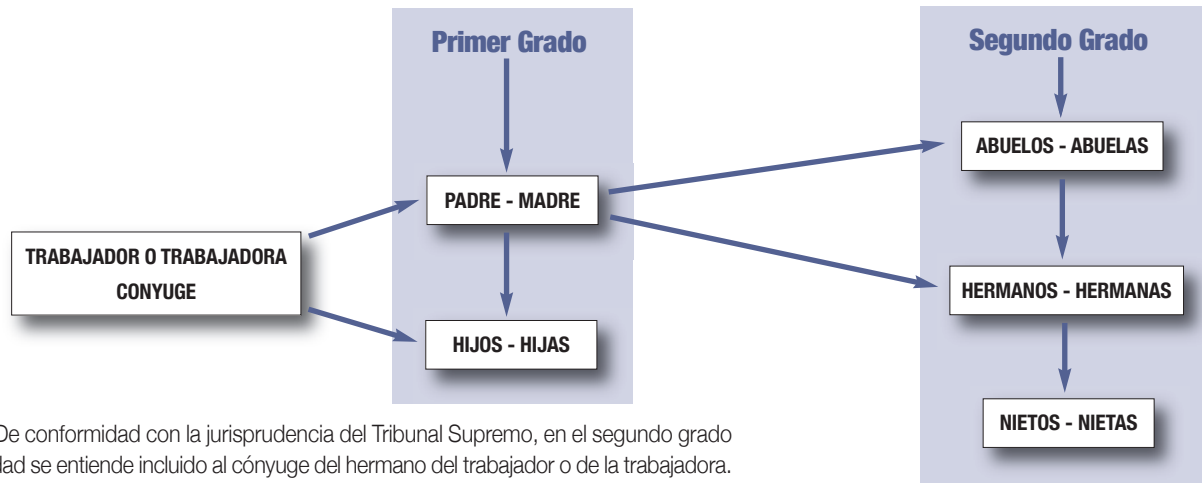 Primer Grado
Segundo Grado
ABUELOS - ABUELAS
PADRE - MADRE
TRABAJADOR O TRABAJADORA
CONYUGE
HERMANOS - HERMANAS
HIJOS - HIJAS
NIETOS - NIETAS
De conformidad con la jurisprudencia del Tribunal Supremo, en el segundo grado
se entiende incluido al cónyuge del hermano del trabajador o de la trabajadora.